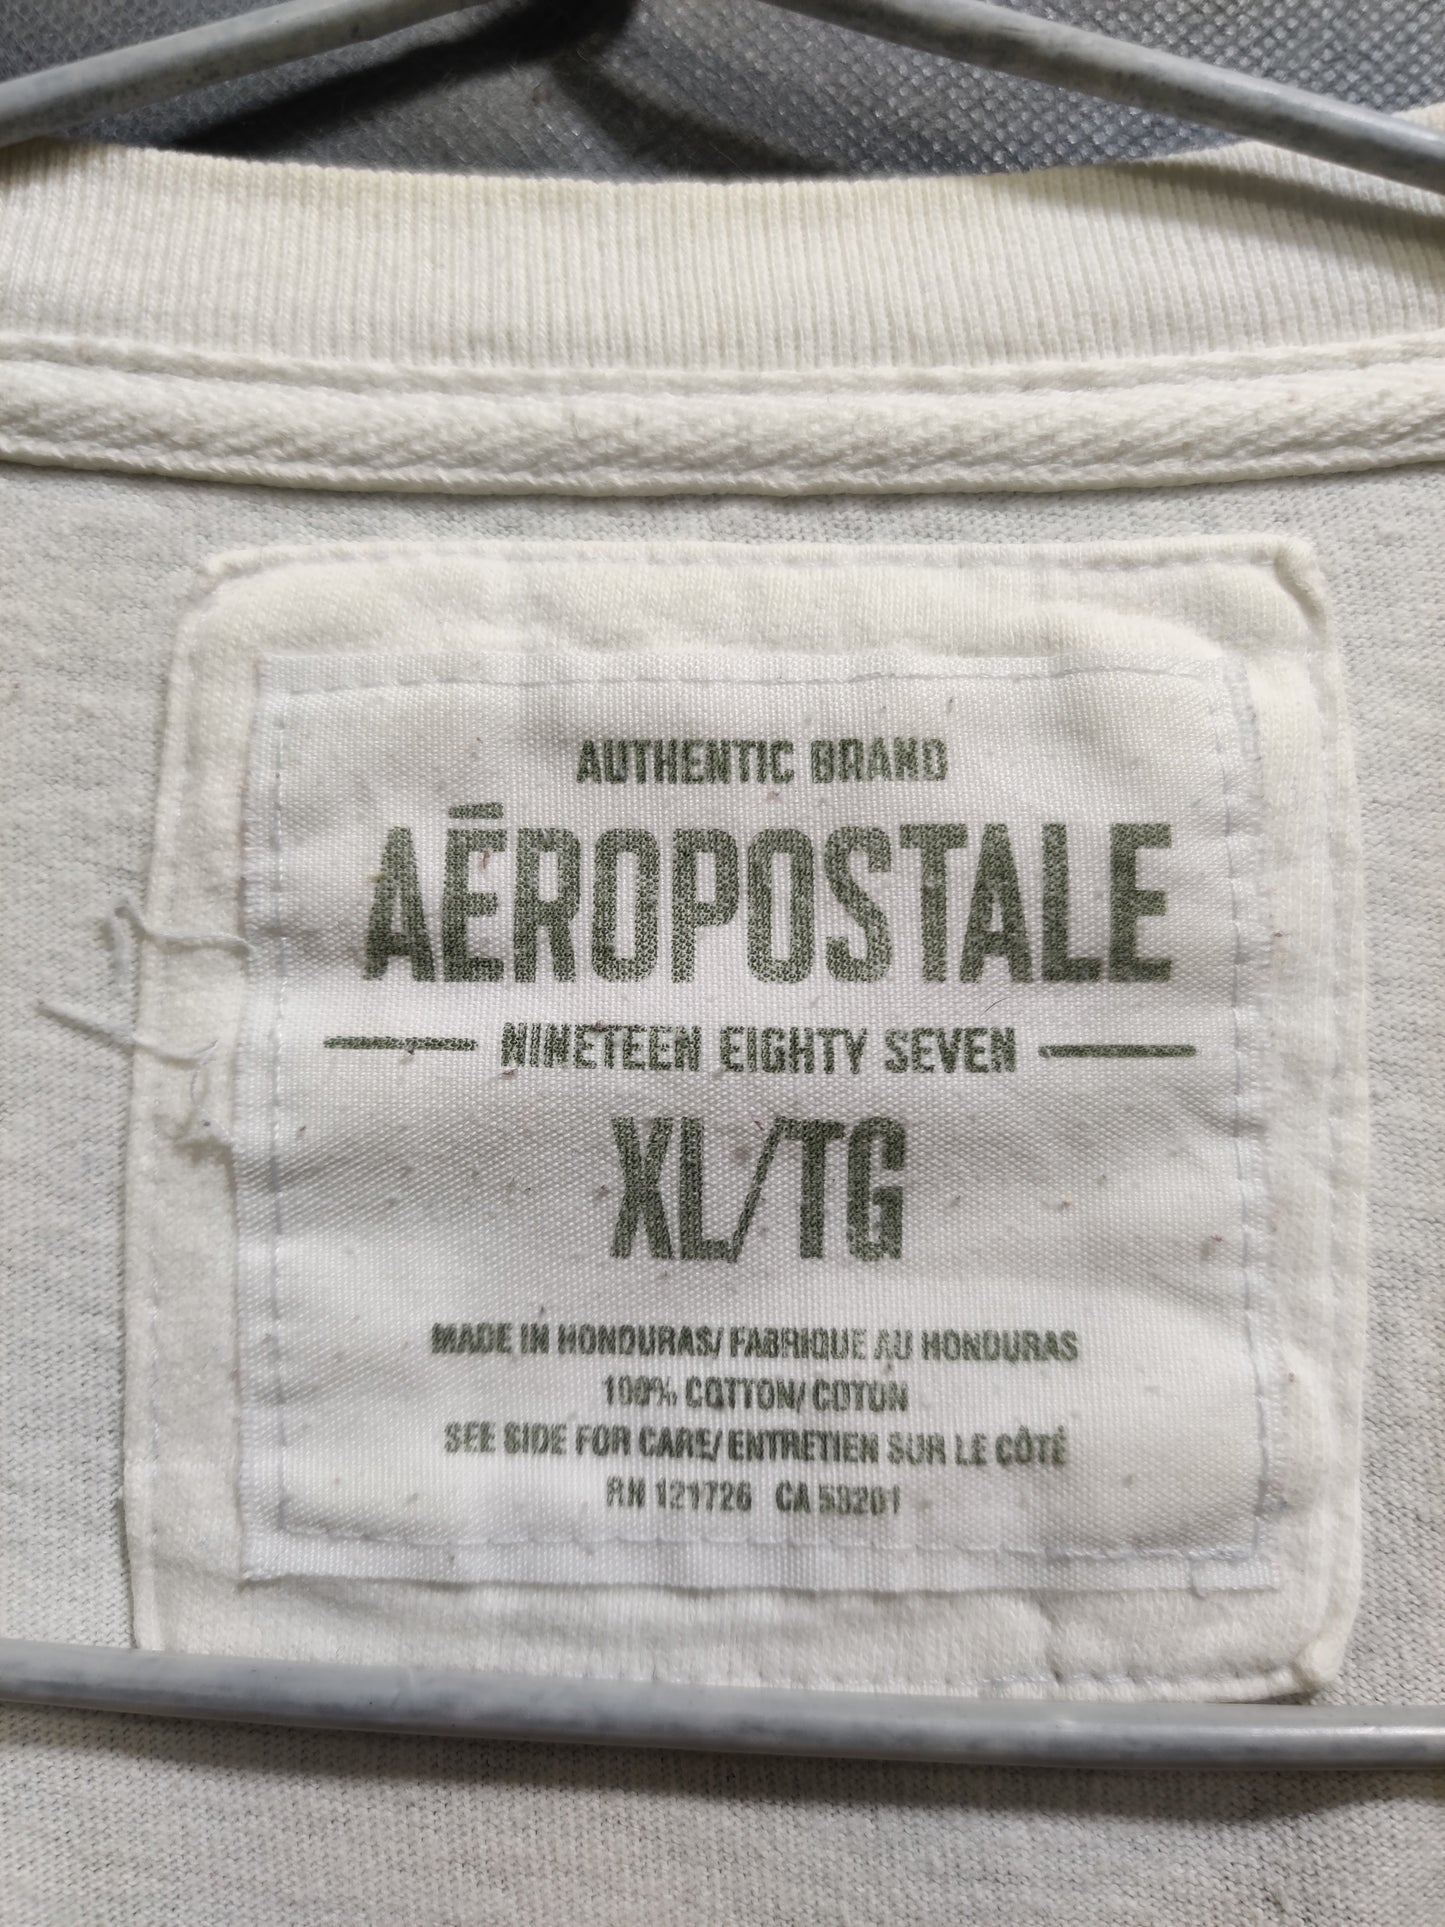 AUTHENTIC BRAND
AĒROPOSTALE
NINETEEN EIGHTY SEVEN
XL/TG
MADE IN HONDURAS/ FABRIQUE AU HONDURAS
100% COTTON/ COTON
SEE SIDE FOR CARE/ ENTRETIEN SUR LE CÔTÉ
RN 121726 CA 53201